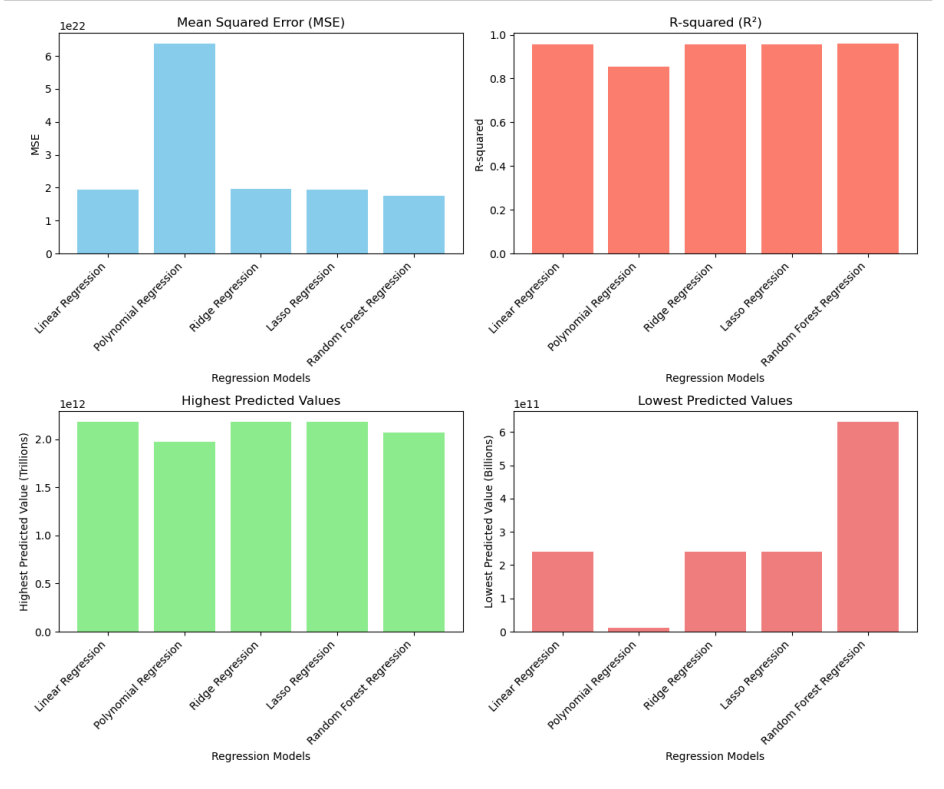 Mean Squared Error (MSE)
1e22
MSE
6
5
4
3
2
1
0
Linear Regression
Polynomial Regression
Ridge Regression
Lasso Regression
Random Forest Regression
Regression Models
R-squared (R²)
R-squared
1.0
0.8
0.6
0.4
0.2
0.0
Linear Regression
Polynomial Regression
Ridge Regression
Lasso Regression
Random Forest Regression
Regression Models
Highest Predicted Values
1e12
Highest Predicted Value (Trillions)
2.0
1.5
1.0
0.5
0.0
Linear Regression
Polynomial Regression
Ridge Regression
Lasso Regression
Random Forest Regression
Regression Models
Lowest Predicted Values
1e11
Lowest Predicted Value (Billions)
6
5
4
3
2
1
0
Linear Regression
Polynomial Regression
Ridge Regression
Lasso Regression
Random Forest Regression
Regression Models